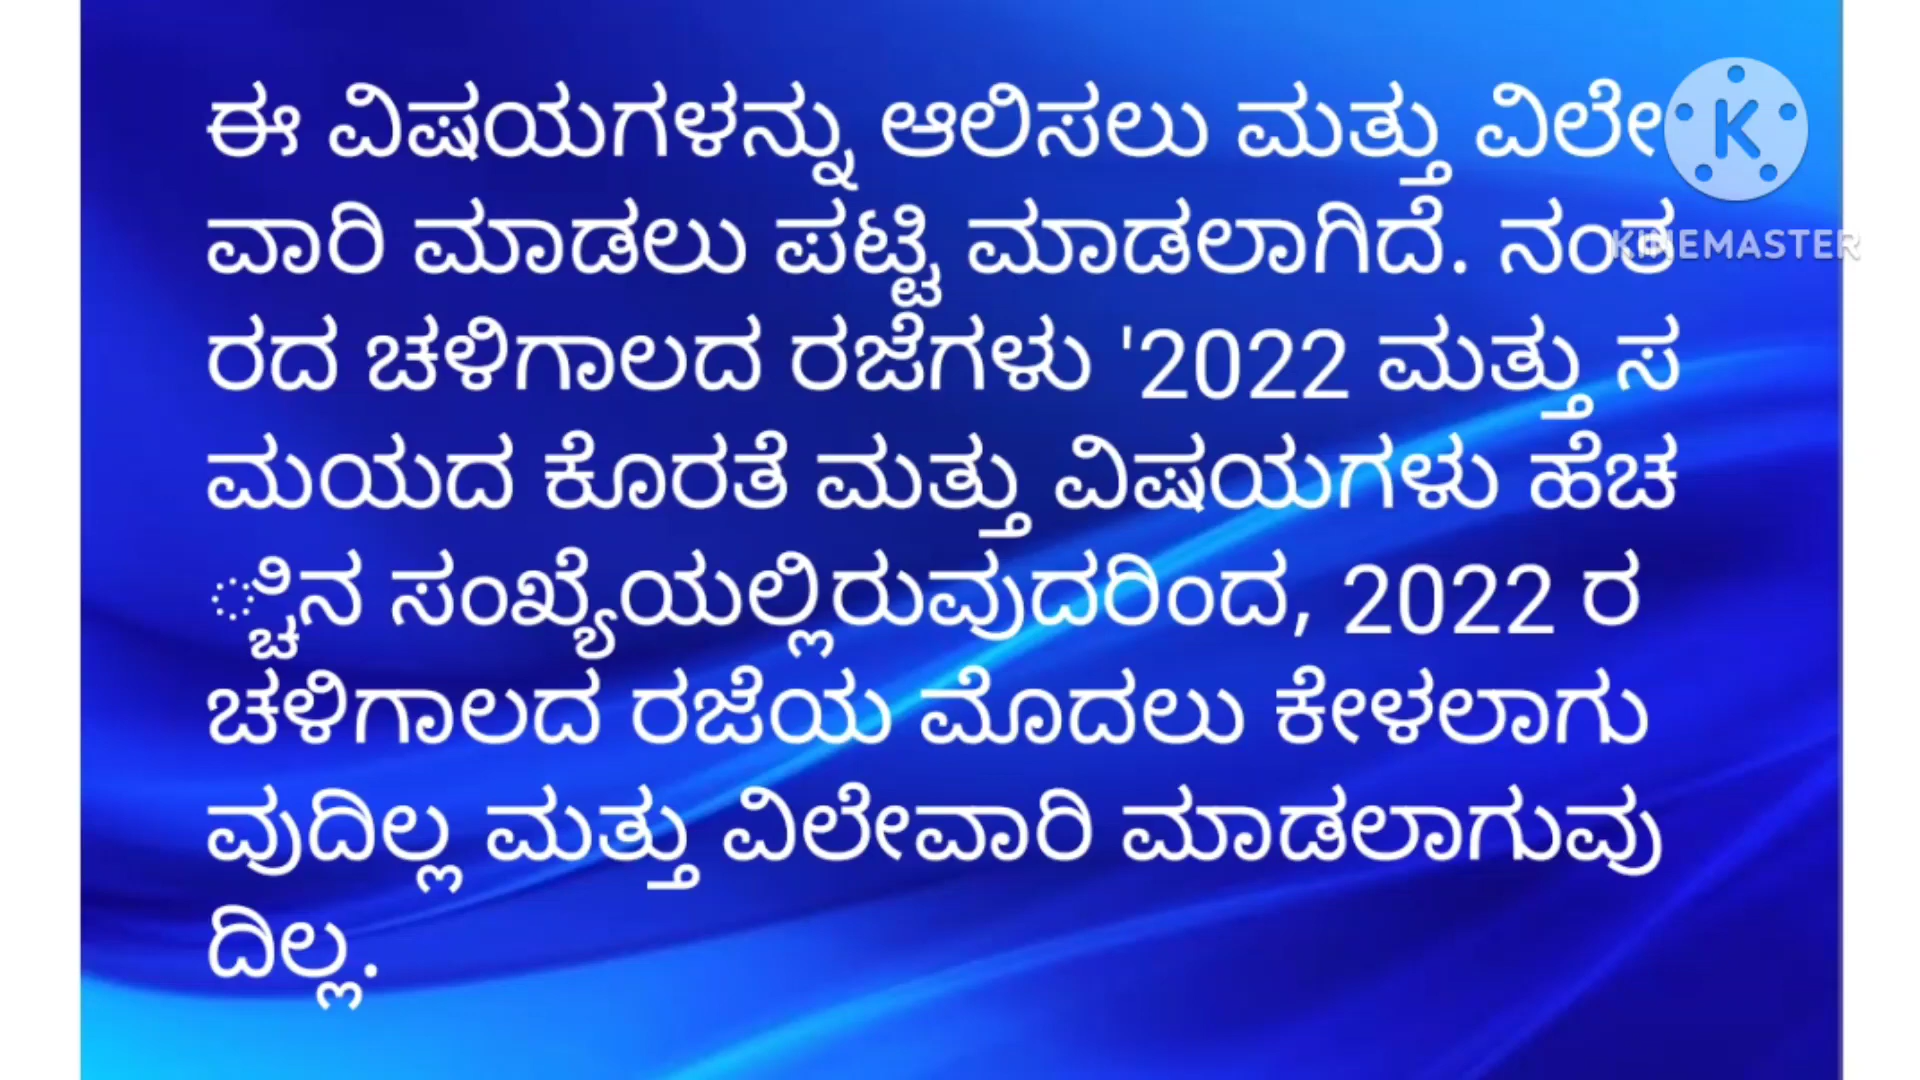 ಈ ವಿಷಯಗಳನ್ನು ಆಲಿಸಲು ಮತ್ತು ವಿಲೇ
ವಾರಿ ಮಾಡಲು ಪಟ್ಟಿ ಮಾಡಲಾಗಿದೆ. ನಂತ
ರದ ಚಳಿಗಾಲದ ರಜೆಗಳು '2022 ಮತ್ತು ಸ
ಮಯದ ಕೊರತೆ ಮತ್ತು ವಿಷಯಗಳು ಹೆಚ
್ಚಿನ ಸಂಖ್ಯೆಯಲ್ಲಿರುವುದರಿಂದ, 2022 ರ
ಚಳಿಗಾಲದ ರಜೆಯ ಮೊದಲು ಕೇಳಲಾಗು
ವುದಿಲ್ಲ ಮತ್ತು ವಿಲೇವಾರಿ ಮಾಡಲಾಗುವು
ದಿಲ್ಲ.
K
KINEMASTER